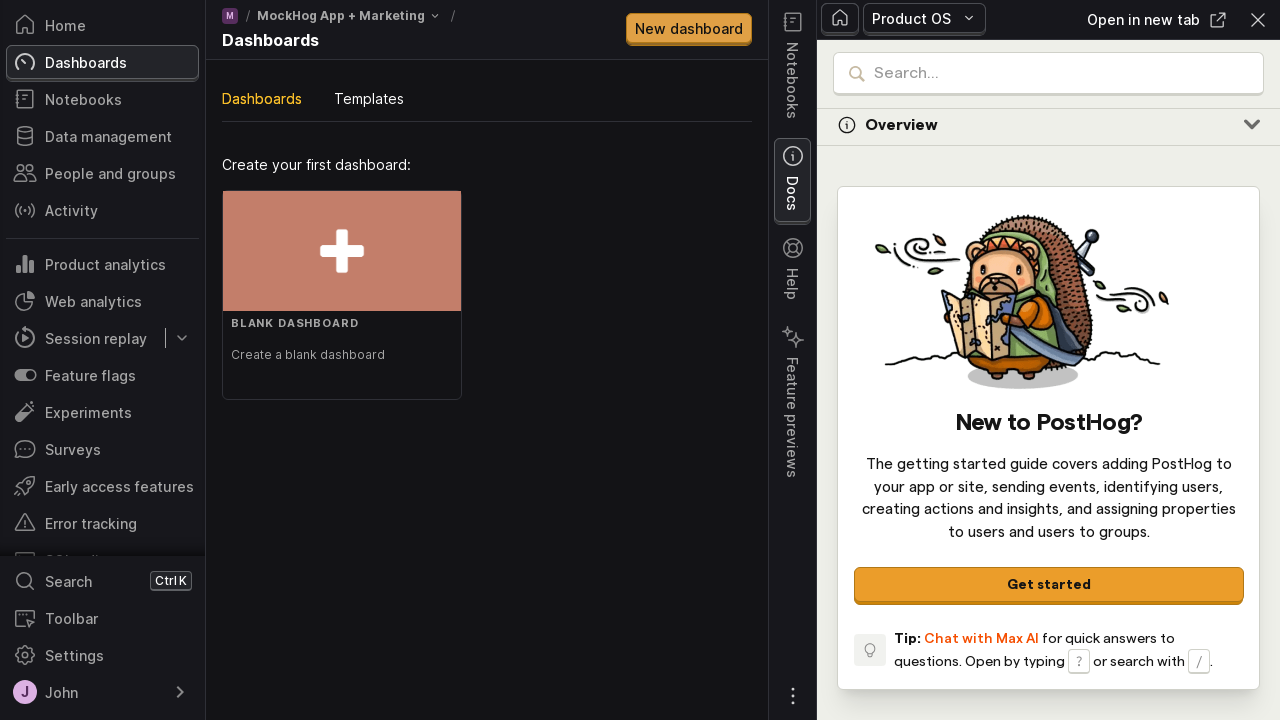 Home
Dashboards
Notebooks
Data management
People and groups
Activity
Product analytics
Web analytics
Session replay
Feature flags
Experiments
Surveys
Early access features
Error tracking
Search Ctrl K
Toolbar
Settings
J John
M / MockHog App + Marketing /
Dashboards
New dashboard
Dashboards Templates
Create your first dashboard:
BLANK DASHBOARD
Create a blank dashboard
Notebooks
Docs
Help
Feature previews
Product OS
Open in new tab
Search...
Overview
New to PostHog?
The getting started guide covers adding PostHog to
your app or site, sending events, identifying users,
creating actions and insights, and assigning properties
to users and users to groups.
Get started
Tip: Chat with Max AI for quick answers to
questions. Open by typing ? or search with / .